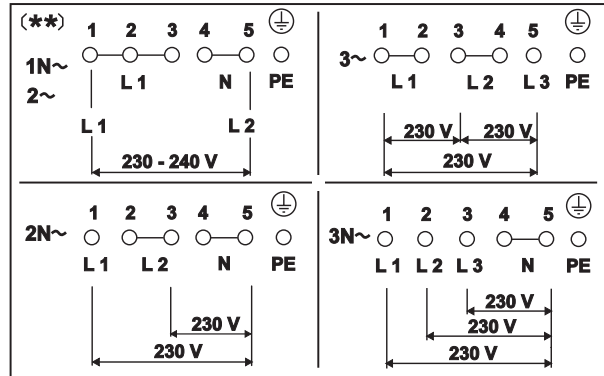 (**)
1 2 3 4 5
1N~
2~
L 1 N PE
L 1 L 2
230 - 240 V
1 2 3 4 5
3~
L 1 L 2 L 3 PE
230 V 230 V
230 V
1 2 3 4 5
2N~
L 1 L 2 N PE
230 V
230 V
1 2 3 4 5
3N~
L 1 L 2 L 3 N PE
230 V
230 V
230 V